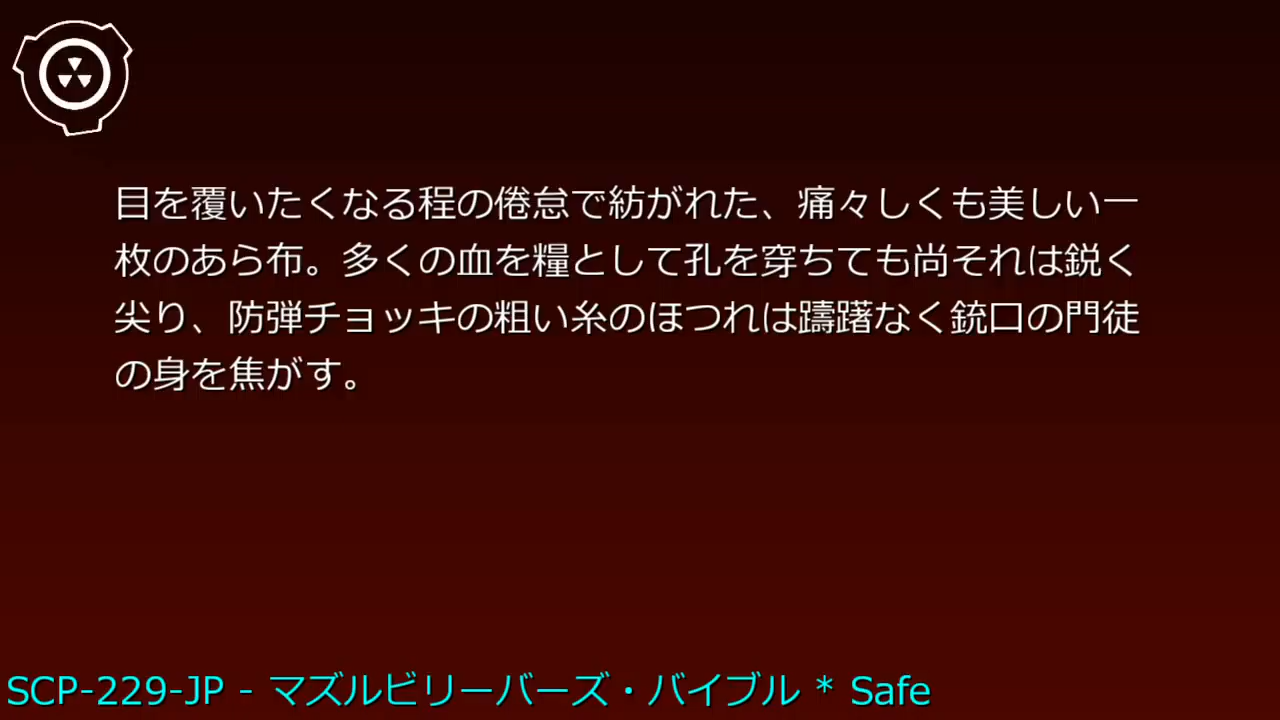 目を覆いたくなる程の倦怠で紡がれた、痛々しくも美しい一
枚のあら布。多くの血を糧として孔を穿ちても尚それは鋭く
尖り、防弾チョッキの粗い糸のほつれは躊躇なく銃口の門徒
の身を焦がす。
SCP-229-JP - マズルビリーバーズ・バイブル * Safe